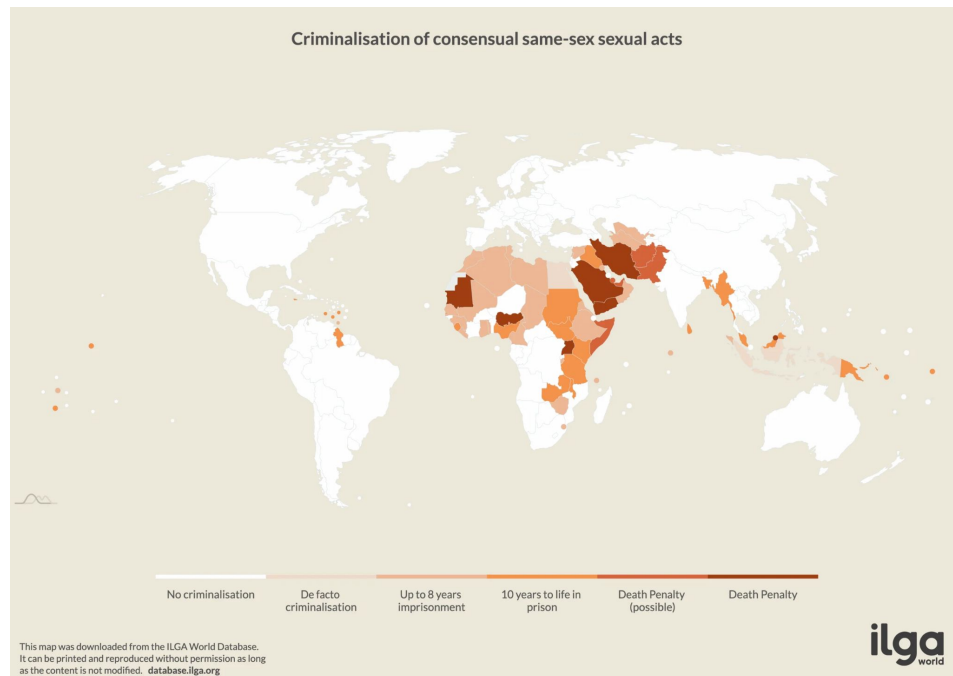 Criminalisation of consensual same-sex sexual acts
No criminalisation
De facto
criminalisation
Up to 8 years
imprisonment
10 years to life in
prison
Death Penalty
(possible)
Death Penalty
This map was downloaded from the ILGA World Database.
It can be printed and reproduced without permission as long
as the content is not modified. database.ilga.org
ilga
world